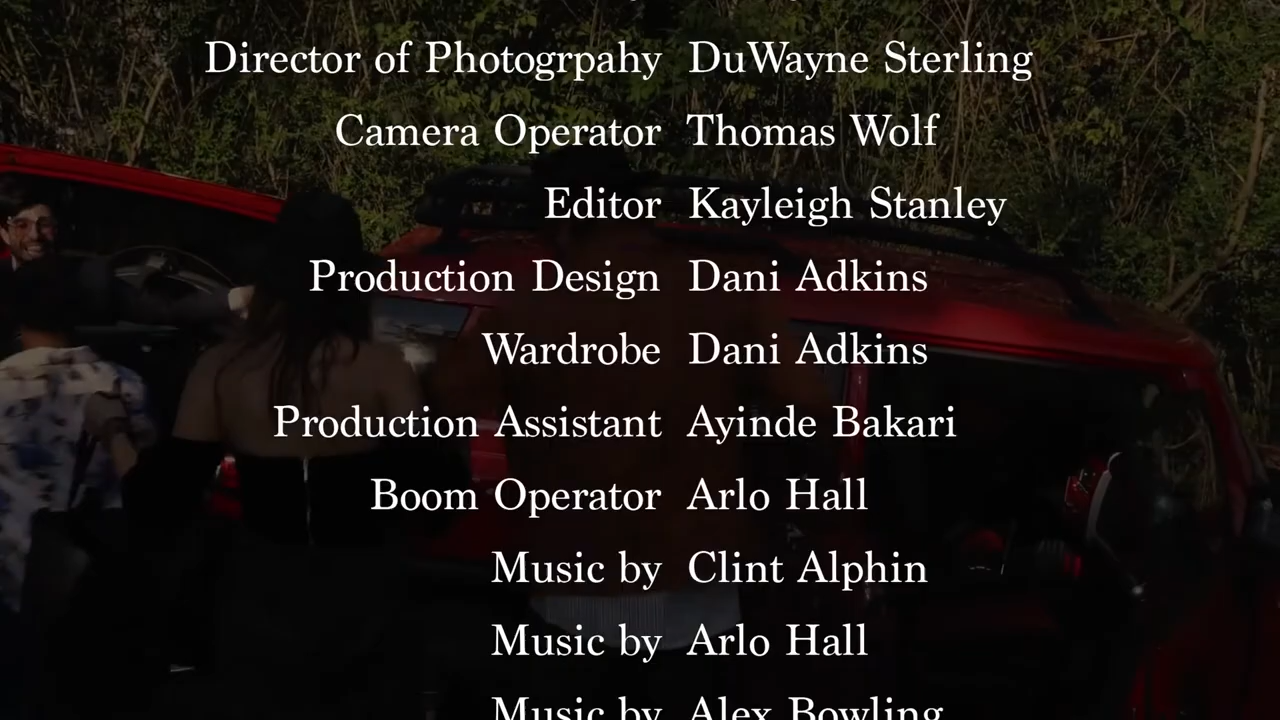 Director of Photogrpahy DuWayne Sterling
Camera Operator Thomas Wolf
Editor Kayleigh Stanley
Production Design Dani Adkins
Wardrobe Dani Adkins
Production Assistant Ayinde Bakari
Boom Operator Arlo Hall
Music by Clint Alphin
Music by Arlo Hall
Music by Alex Bowling